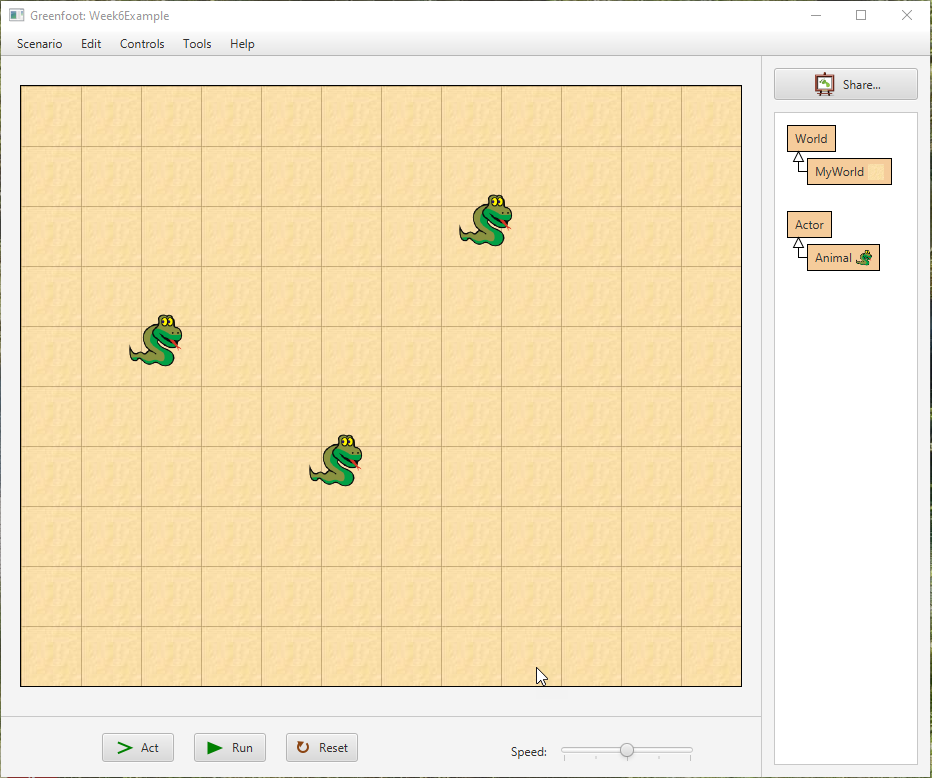 Greenfoot: Week6Example
Scenario Edit Controls Tools Help
Share...
World
MyWorld
Actor
Animal
Act Run Reset Speed: